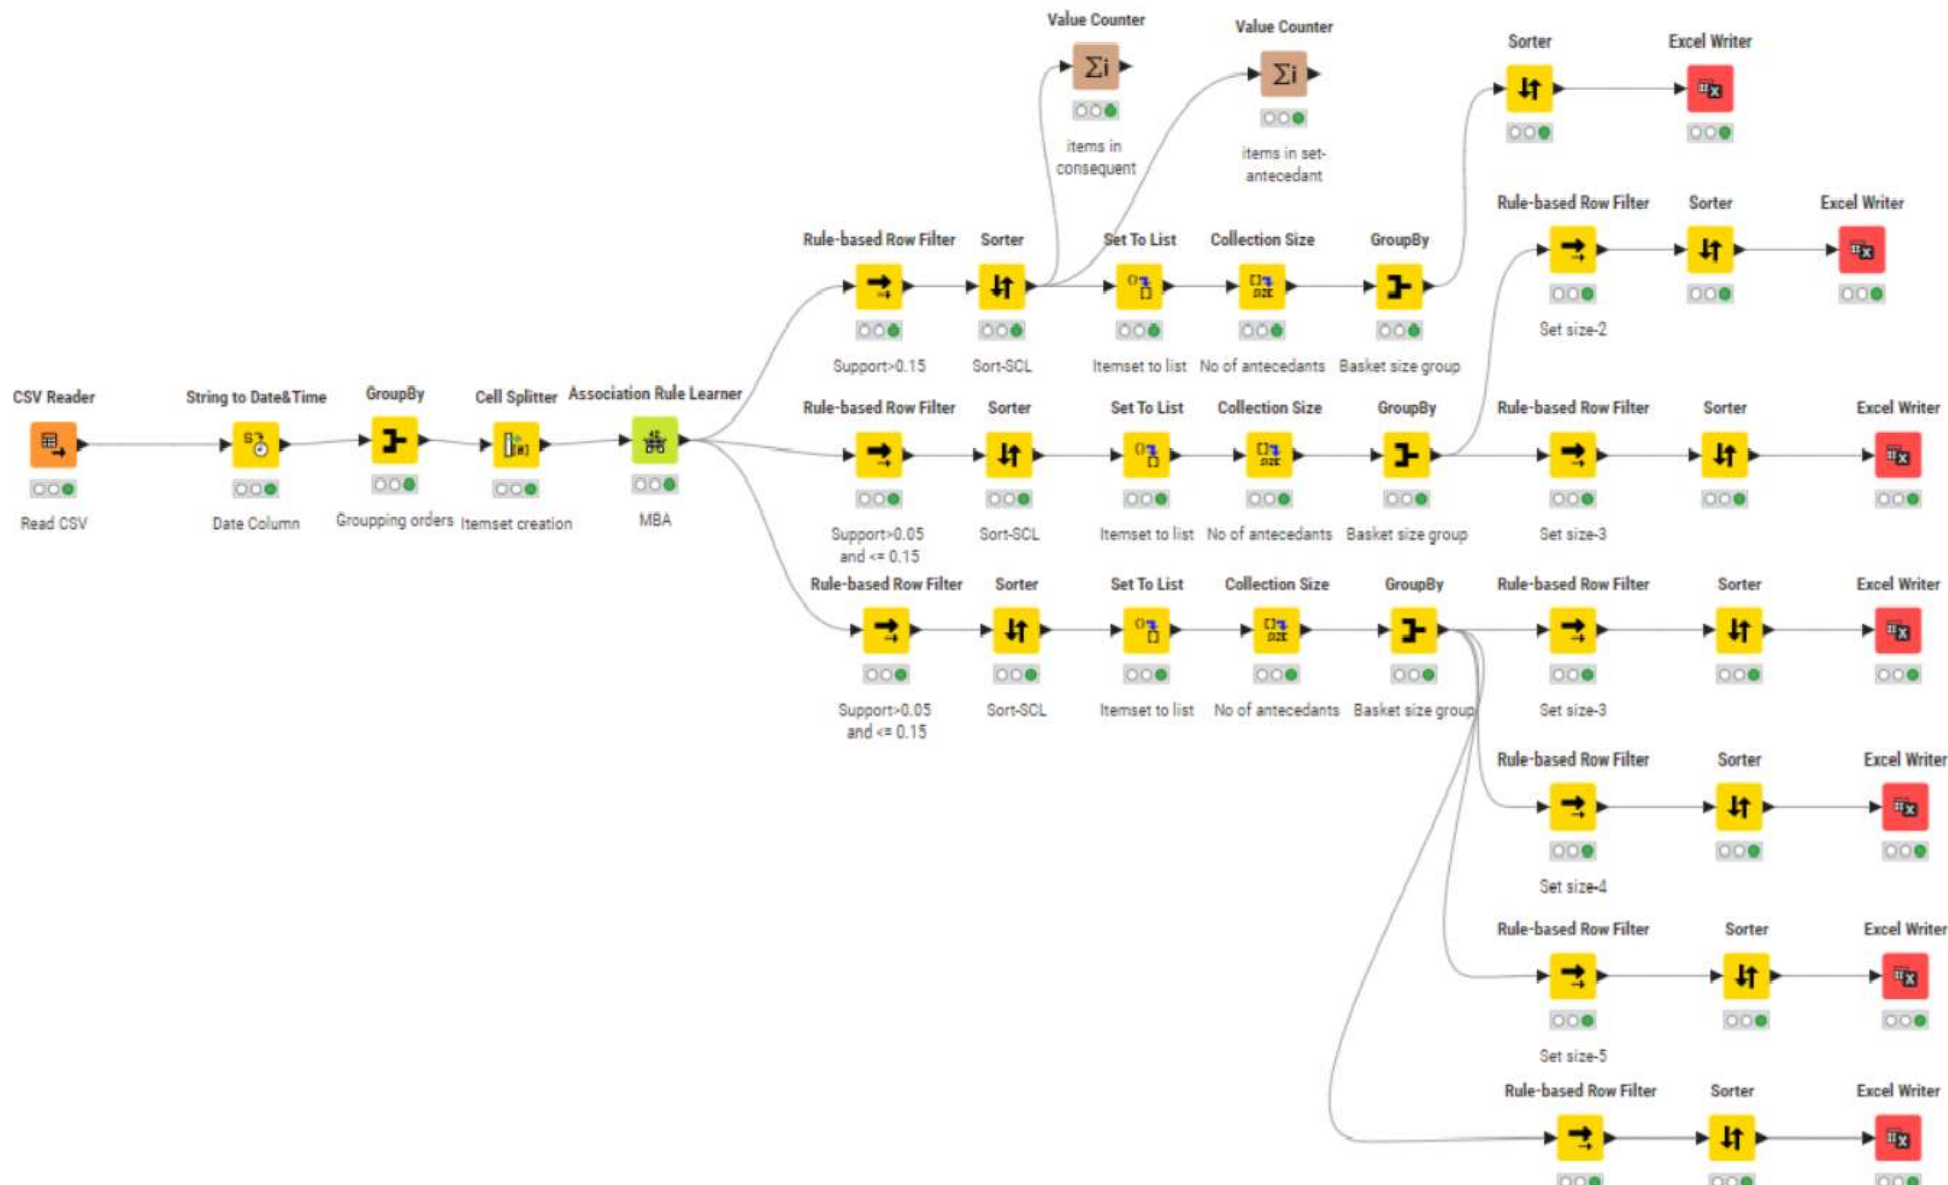 Value Counter
Value Counter
Sorter
Excel Writer
items in
consequent
items in set-
antecedant
Rule-based Row Filter
Sorter
Excel Writer
Rule-based Row Filter
Sorter
Set To List
Collection Size
GroupBy
Set size-2
Support>0.15
Sort-SCL
Itemset to list
No of antecedants
Basket size group
CSV Reader
String to Date&Time
GroupBy
Cell Splitter
Association Rule Learner
Rule-based Row Filter
Sorter
Set To List
Collection Size
GroupBy
Rule-based Row Filter
Sorter
Excel Writer
Read CSV
Date Column
Groupping orders
Itemset creation
MBA
Support>0.05
and <= 0.15
Sort-SCL
Itemset to list
No of antecedants
Basket size group
Set size-3
Rule-based Row Filter
Sorter
Set To List
Collection Size
GroupBy
Rule-based Row Filter
Sorter
Excel Writer
Support>0.05
and <= 0.15
Sort-SCL
Itemset to list
No of antecedants
Basket size group
Set size-3
Rule-based Row Filter
Sorter
Excel Writer
Set size-4
Rule-based Row Filter
Sorter
Excel Writer
Set size-5
Rule-based Row Filter
Sorter
Excel Writer